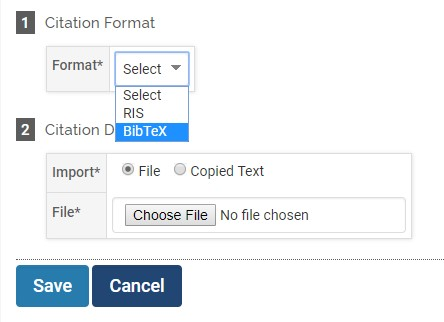 1 Citation Format
Format* Select
Select
RIS
BibTeX
2 Citation D
Import* File Copied Text
File* Choose File No file chosen
Save Cancel